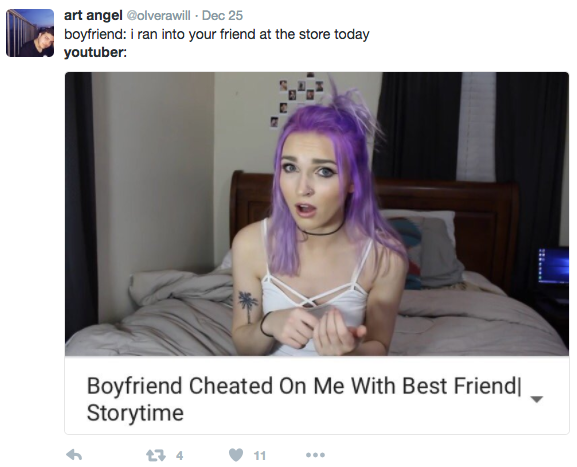 art angel @olverawill · Dec 25
boyfriend: i ran into your friend at the store today
youtuber:
Boyfriend Cheated On Me With Best Friend|
Storytime
4
11